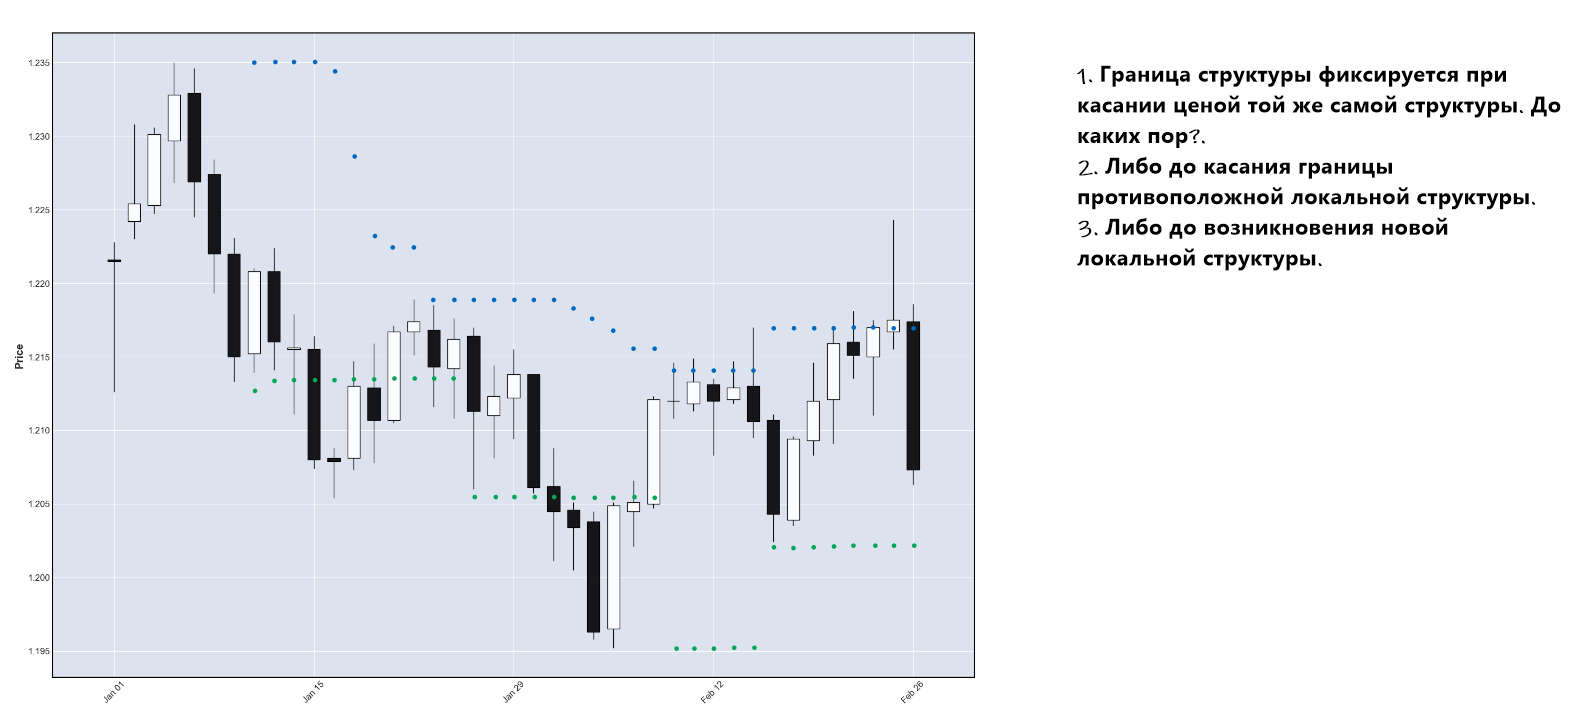 1.235
1.230
1.225
1.220
1.215
1.210
1.205
1.200
1.195
Price
Jan 01
Jan 15
Jan 29
Feb 12
Feb 26
1. Граница структуры фиксируется при
касании ценой той же самой структуры. До
каких пор?.
2. Либо до касания границы
противоположной локальной структуры.
3. Либо до возникновения новой
локальной структуры.